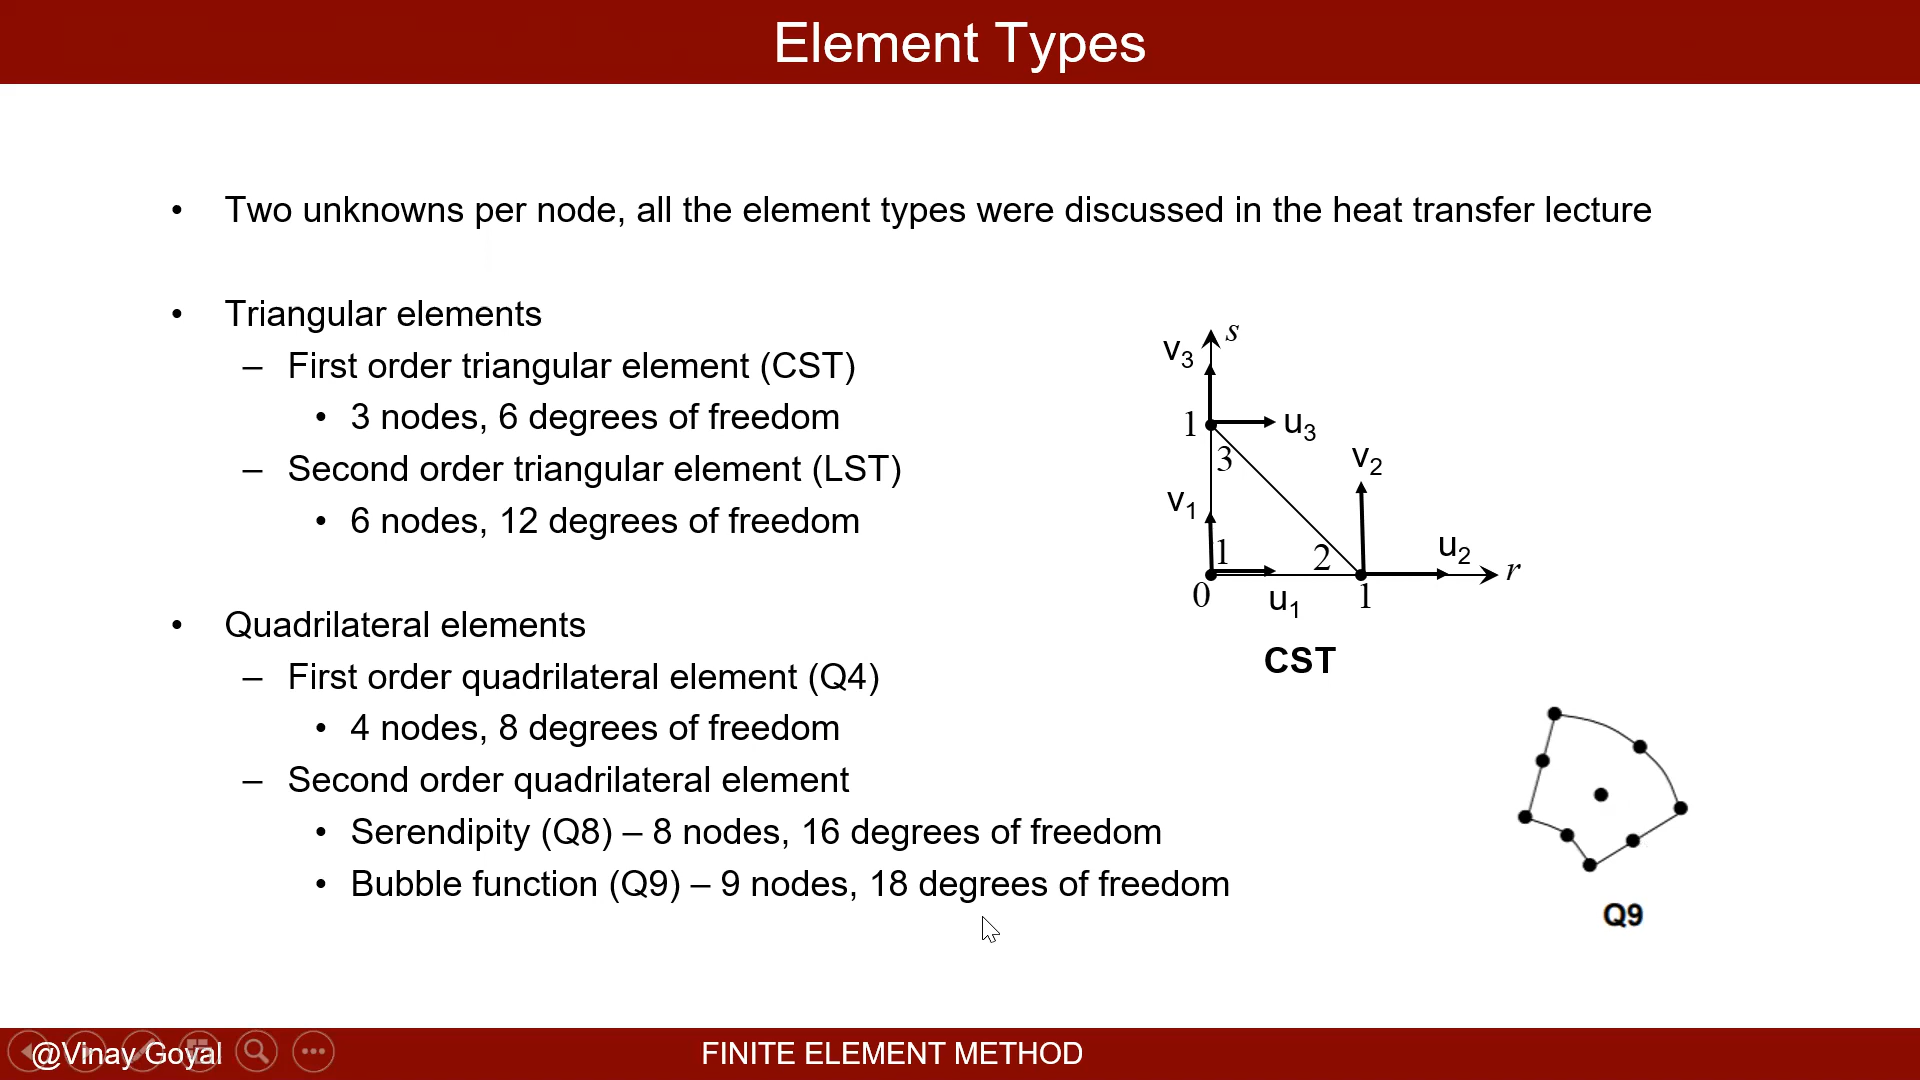 Element Types
• Two unknowns per node, all the element types were discussed in the heat transfer lecture
• Triangular elements
– First order triangular element (CST)
• 3 nodes, 6 degrees of freedom
– Second order triangular element (LST)
• 6 nodes, 12 degrees of freedom
• Quadrilateral elements
– First order quadrilateral element (Q4)
• 4 nodes, 8 degrees of freedom
– Second order quadrilateral element
• Serendipity (Q8) – 8 nodes, 16 degrees of freedom
• Bubble function (Q9) – 9 nodes, 18 degrees of freedom
s
v3
1
u3
3
v2
v1
1
2
u2
r
0
u1
1
CST
Q9
@Vinay Goyal
FINITE ELEMENT METHOD